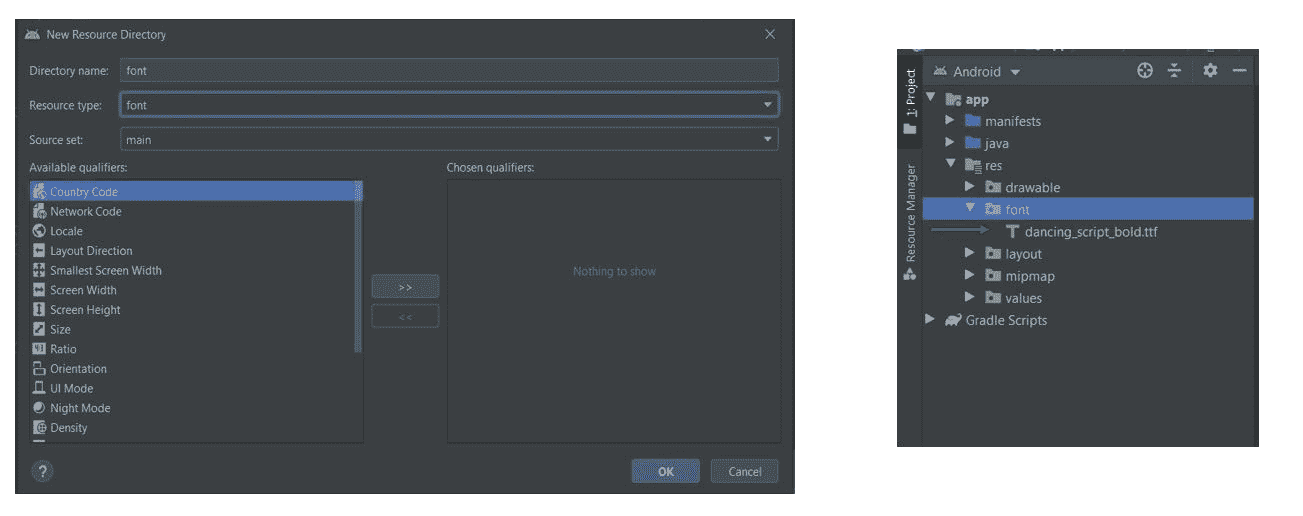 New Resource Directory
Directory name: font
Resource type: font
Source set: main
Available qualifiers:
Chosen qualifiers:
Country Code
Network Code
Locale
Layout Direction
Smallest Screen Width
Screen Width
Screen Height
Size
Ratio
Orientation
UI Mode
Night Mode
Density
>>
<<
Nothing to show
?
OK
Cancel
1: Project
Resource Manager
Android
app
manifests
java
res
drawable
font
dancing_script_bold.ttf
layout
mipmap
values
Gradle Scripts